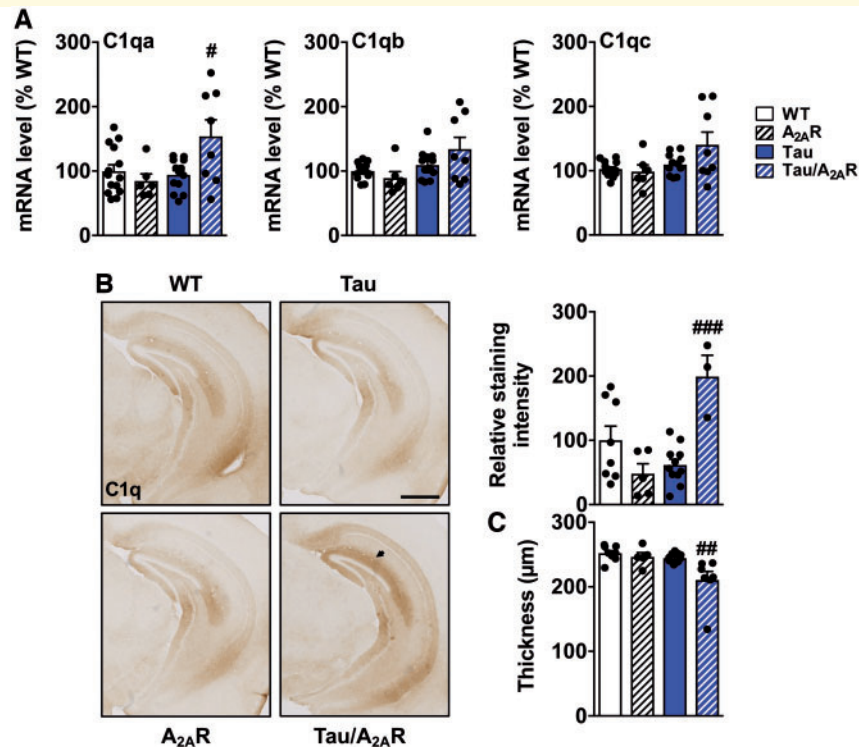 A
C1qa
C1qb
C1qc
mRNA level (% WT)
300
200
100
0
#
mRNA level (% WT)
300
200
100
0
mRNA level (% WT)
300
200
100
0
WT
A2AR
Tau
Tau/A2AR
B
WT
Tau
C1q
A2AR
Tau/A2AR
Relative staining
intensity
300
200
100
0
###
C
Thickness (µm)
300
200
100
0
##